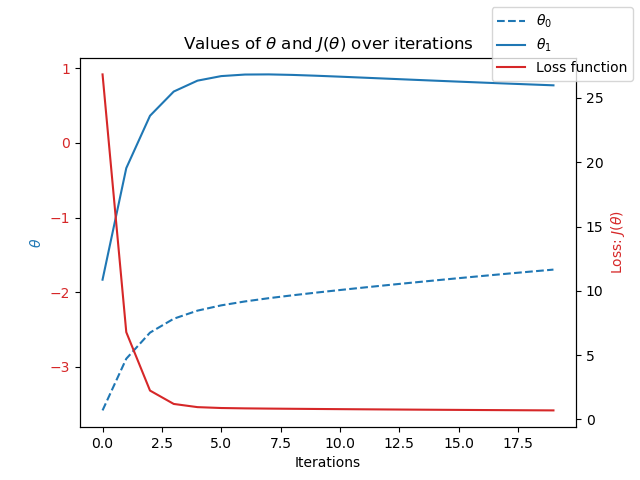 Values of θ and J(θ) over iterations
θ₀
θ₁
Loss function
1
0
−1
−2
−3
θ
25
20
15
10
5
0
Loss: J(θ)
0.0 2.5 5.0 7.5 10.0 12.5 15.0 17.5
Iterations